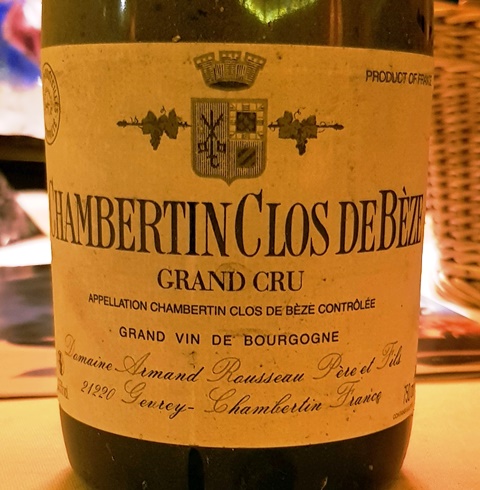 PRODUCT OF FRANCE
CHAMBERTIN CLOS DE BÈZE
GRAND CRU
APPELLATION CHAMBERTIN CLOS DE BÈZE CONTRÔLÉE
GRAND VIN DE BOURGOGNE
Domaine Armand Rousseau Père et Fils
21220 Gevrey-Chambertin France